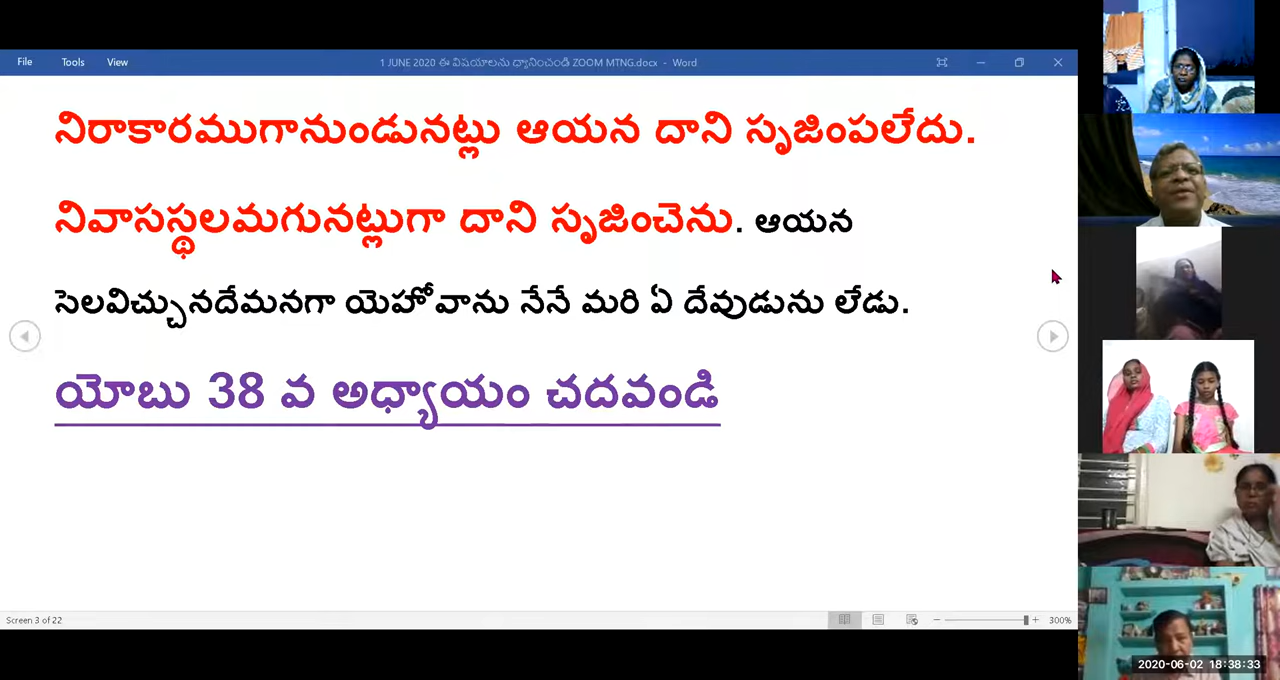 File Tools View 1 JUNE 2020 ఈ విషయాలను ధ్యానించండి ZOOM MTNG.docx - Word
నిరాకారముగానుండునట్లు ఆయన దాని సృజింపలేదు.
నివాసస్థలమగునట్లుగా దాని సృజించెను. ఆయన
సెలవిచ్చునదేమనగా యెహోవాను నేనే మరి ఏ దేవుడును లేడు.
యోబు 38 వ అధ్యాయం చదవండి
Screen 3 of 22 300%
2020-06-02 18:38:33